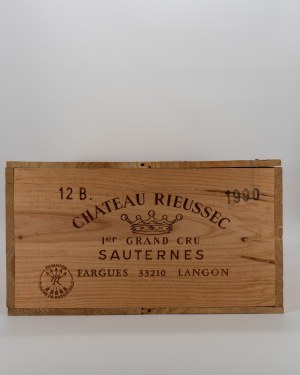 12 B.
1990
CHATEAU RIEUSSEC
1er GRAND CRU
SAUTERNES
FARGUES 33210 LANGON